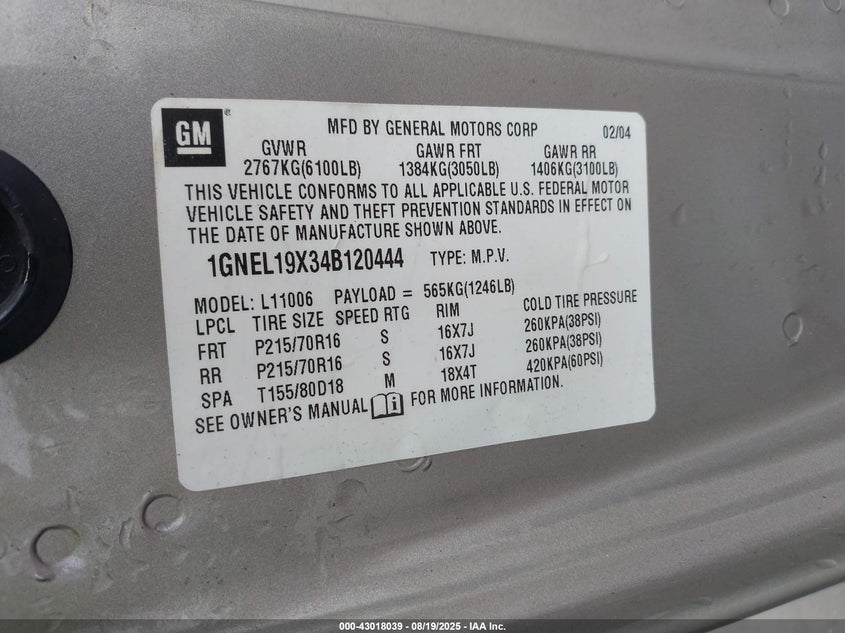 GM
MFD BY GENERAL MOTORS CORP 02/04
GVWR GAWR FRT GAWR RR
2767KG(6100LB) 1384KG(3050LB) 1406KG(3100LB)
THIS VEHICLE CONFORMS TO ALL APPLICABLE U.S. FEDERAL MOTOR
VEHICLE SAFETY AND THEFT PREVENTION STANDARDS IN EFFECT ON
THE DATE OF MANUFACTURE SHOWN ABOVE.
1GNEL19X34B120444 TYPE: M.P.V.
MODEL: L11006 PAYLOAD = 565KG(1246LB)
LPCL TIRE SIZE SPEED RTG RIM COLD TIRE PRESSURE
FRT P215/70R16 S 16X7J 260KPA(38PSI)
RR P215/70R16 S 16X7J 260KPA(38PSI)
SPA T155/80D18 M 18X4T 420KPA(60PSI)
SEE OWNER'S MANUAL FOR MORE INFORMATION.
000-43018039 - 08/19/2025 - IAA Inc.